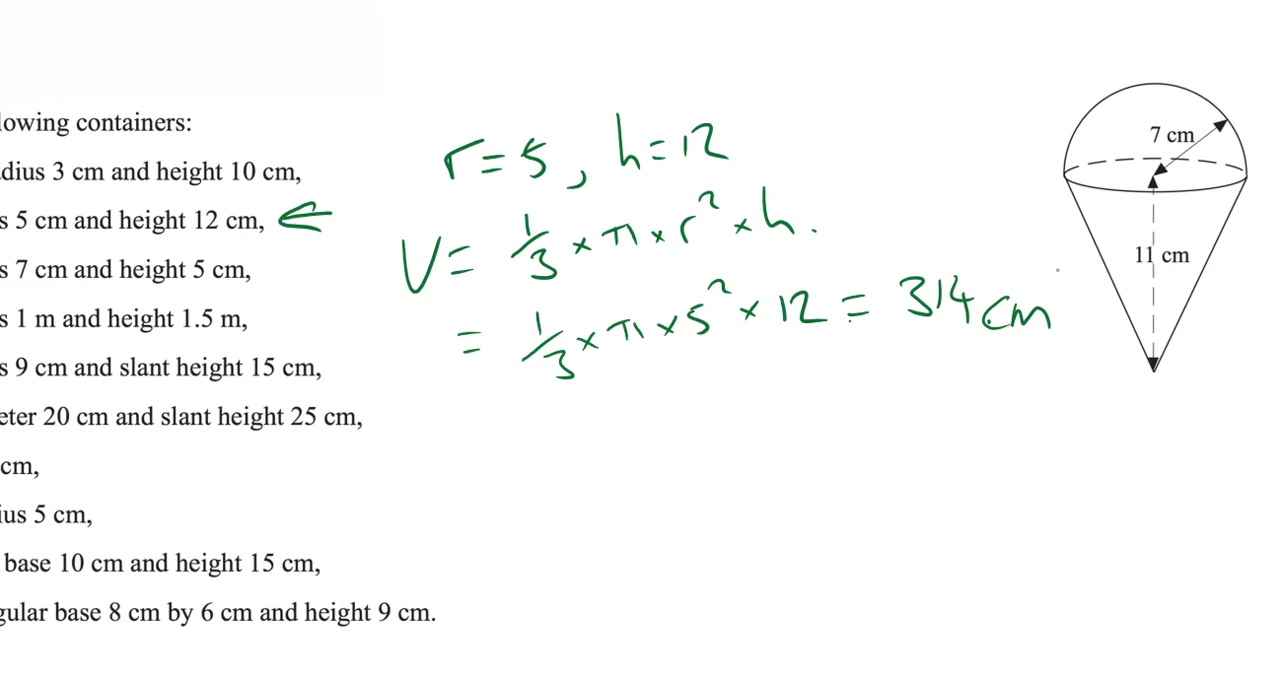 lowing containers:
dius 3 cm and height 10 cm,
s 5 cm and height 12 cm,
s 7 cm and height 5 cm,
s 1 m and height 1.5 m,
s 9 cm and slant height 15 cm,
eter 20 cm and slant height 25 cm,
cm,
ius 5 cm,
base 10 cm and height 15 cm,
gular base 8 cm by 6 cm and height 9 cm.
r = 5 , h = 12
V = 1/3 × π × r² × h.
= 1/3 × π × 5² × 12 = 314 cm
7 cm
11 cm